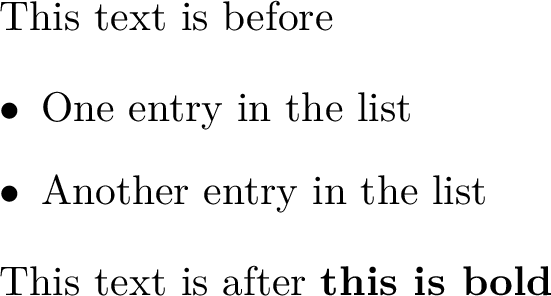 This text is before
• One entry in the list
• Another entry in the list
This text is after this is bold